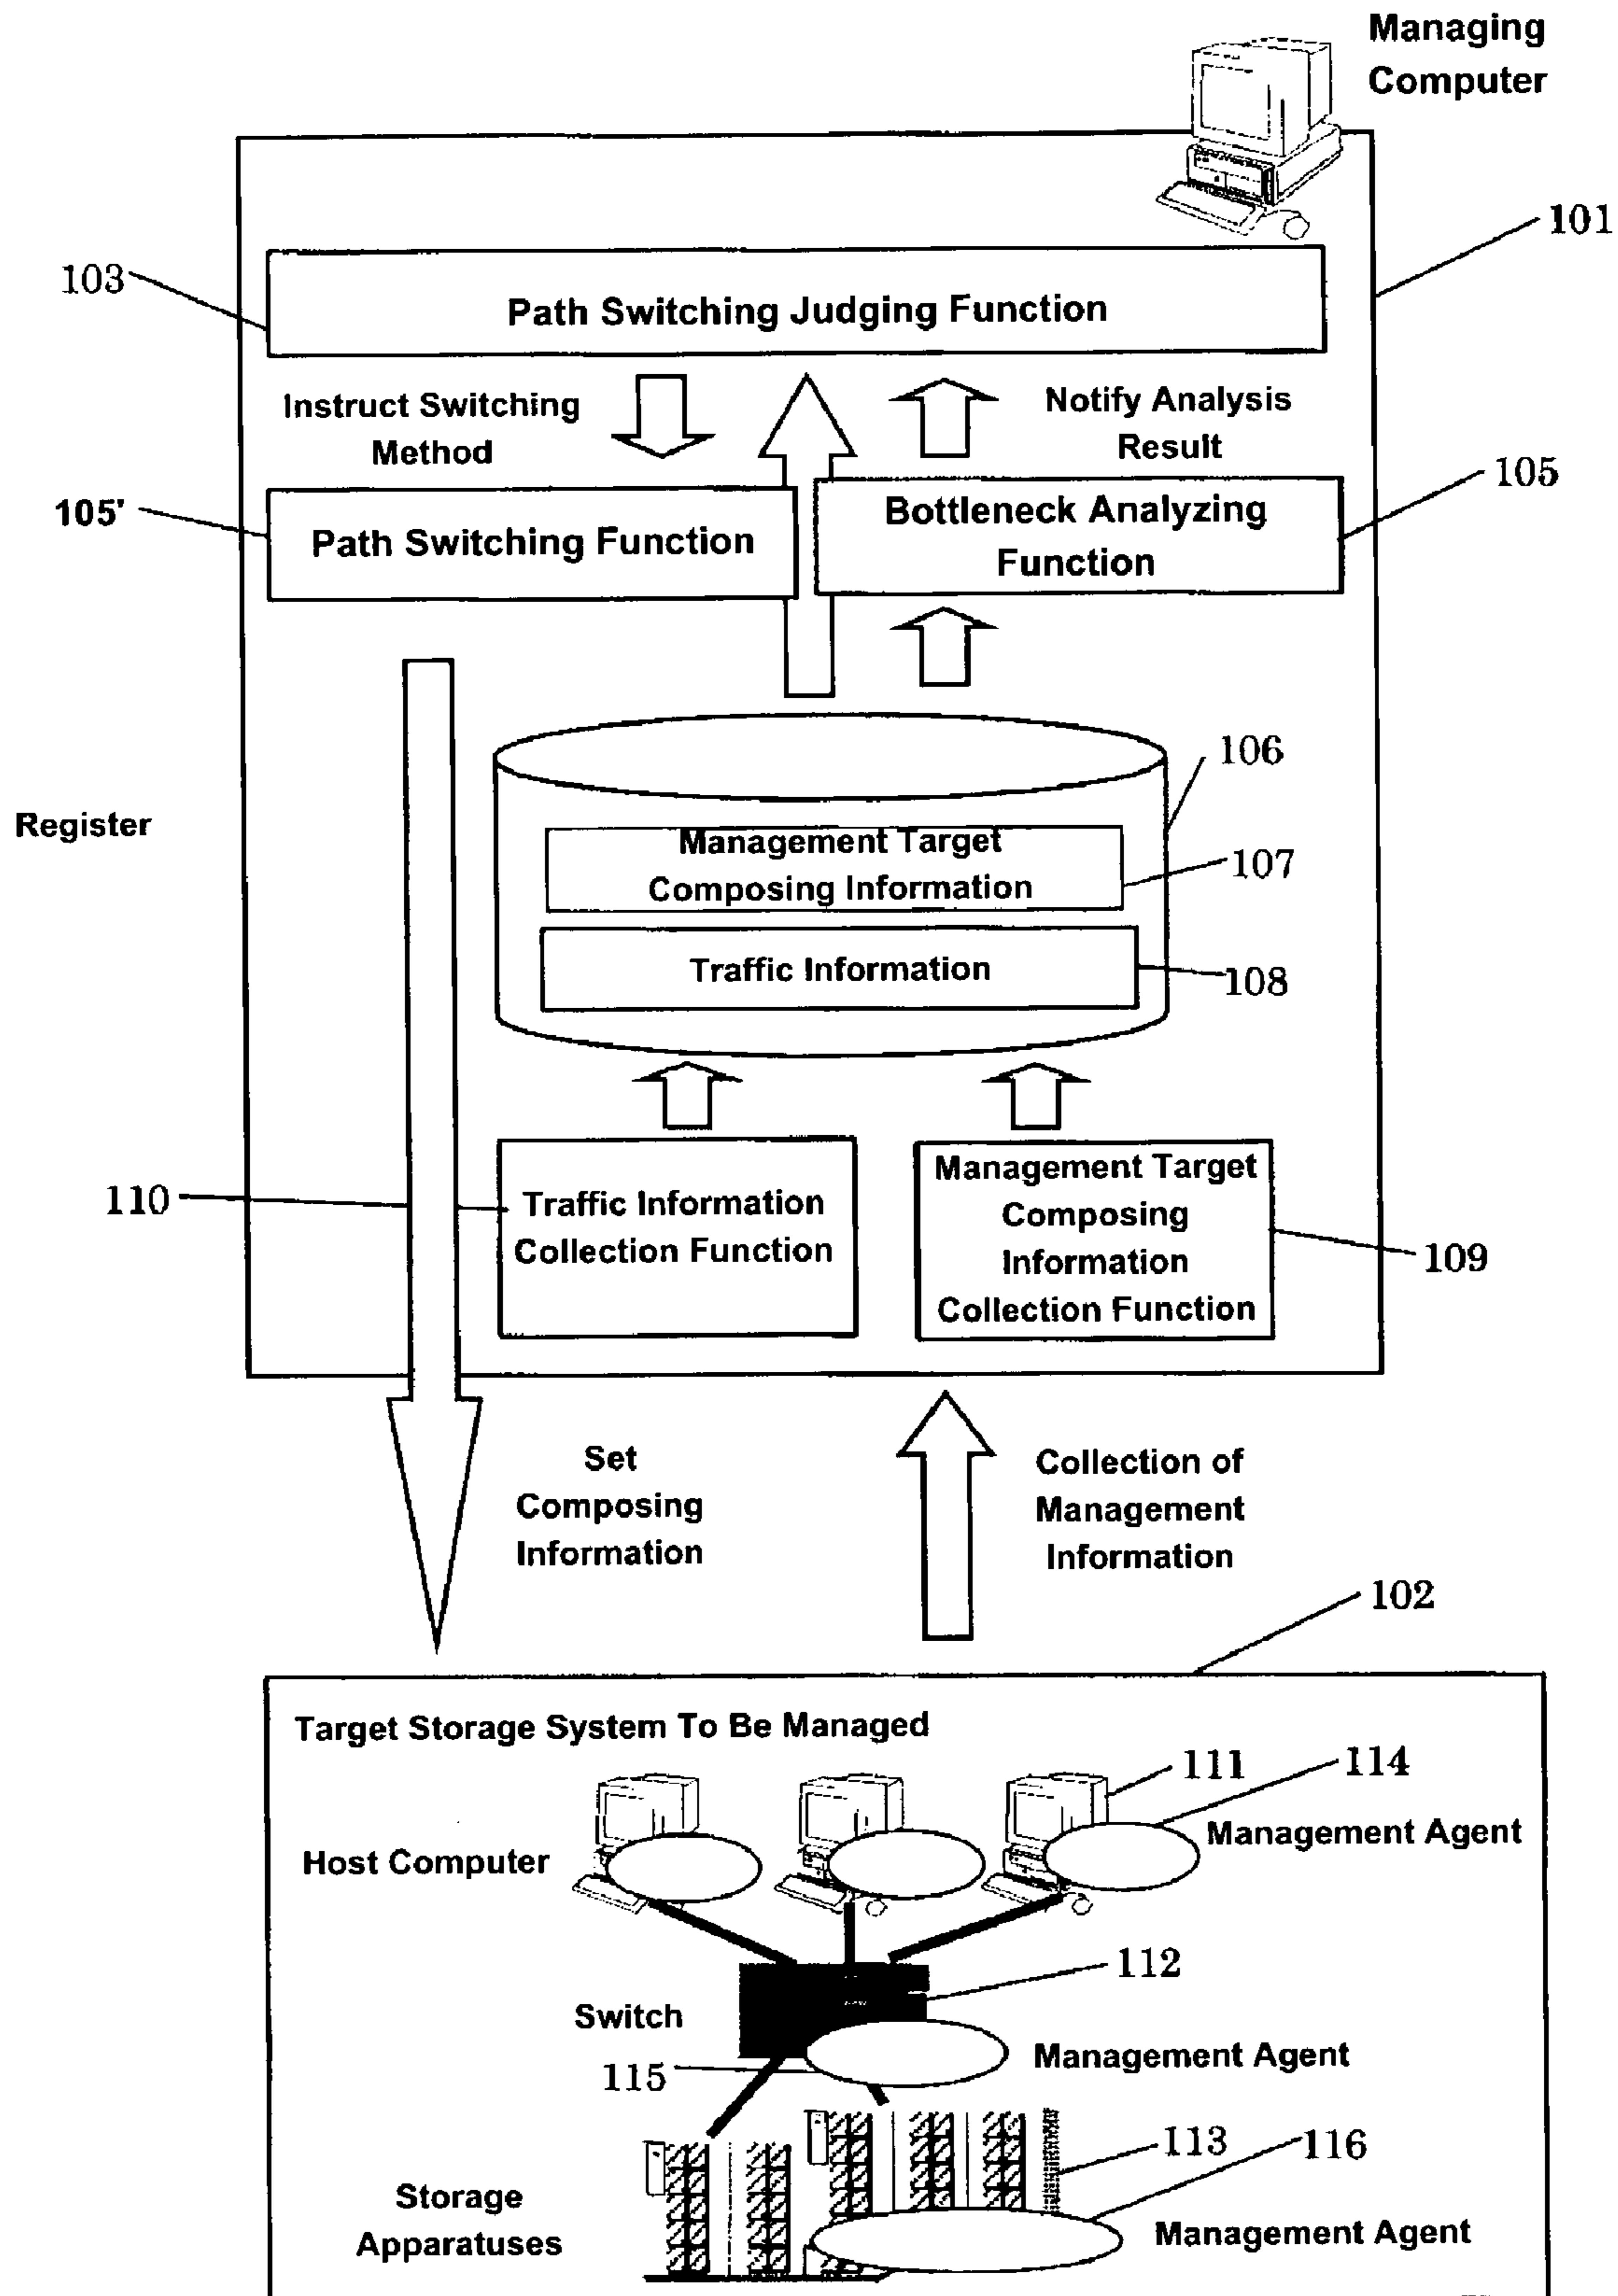 Managing
Computer
101
103
Path Switching Judging Function
Instruct Switching
Method
Notify Analysis
Result
105'
Path Switching Function
Bottleneck Analyzing
Function
105
106
Register
Management Target
Composing Information
107
Traffic Information
108
110
Traffic Information
Collection Function
Management Target
Composing
Information
Collection Function
109
Set
Composing
Information
Collection of
Management
Information
102
Target Storage System To Be Managed
111
114
Host Computer
Management Agent
112
Switch
Management Agent
115
113
116
Storage
Apparatuses
Management Agent